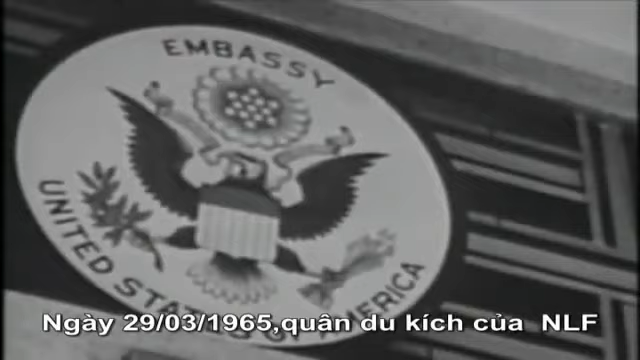 EMBASSY
UNITED STATES OF AMERICA
Ngày 29/03/1965,quân du kích của NLF